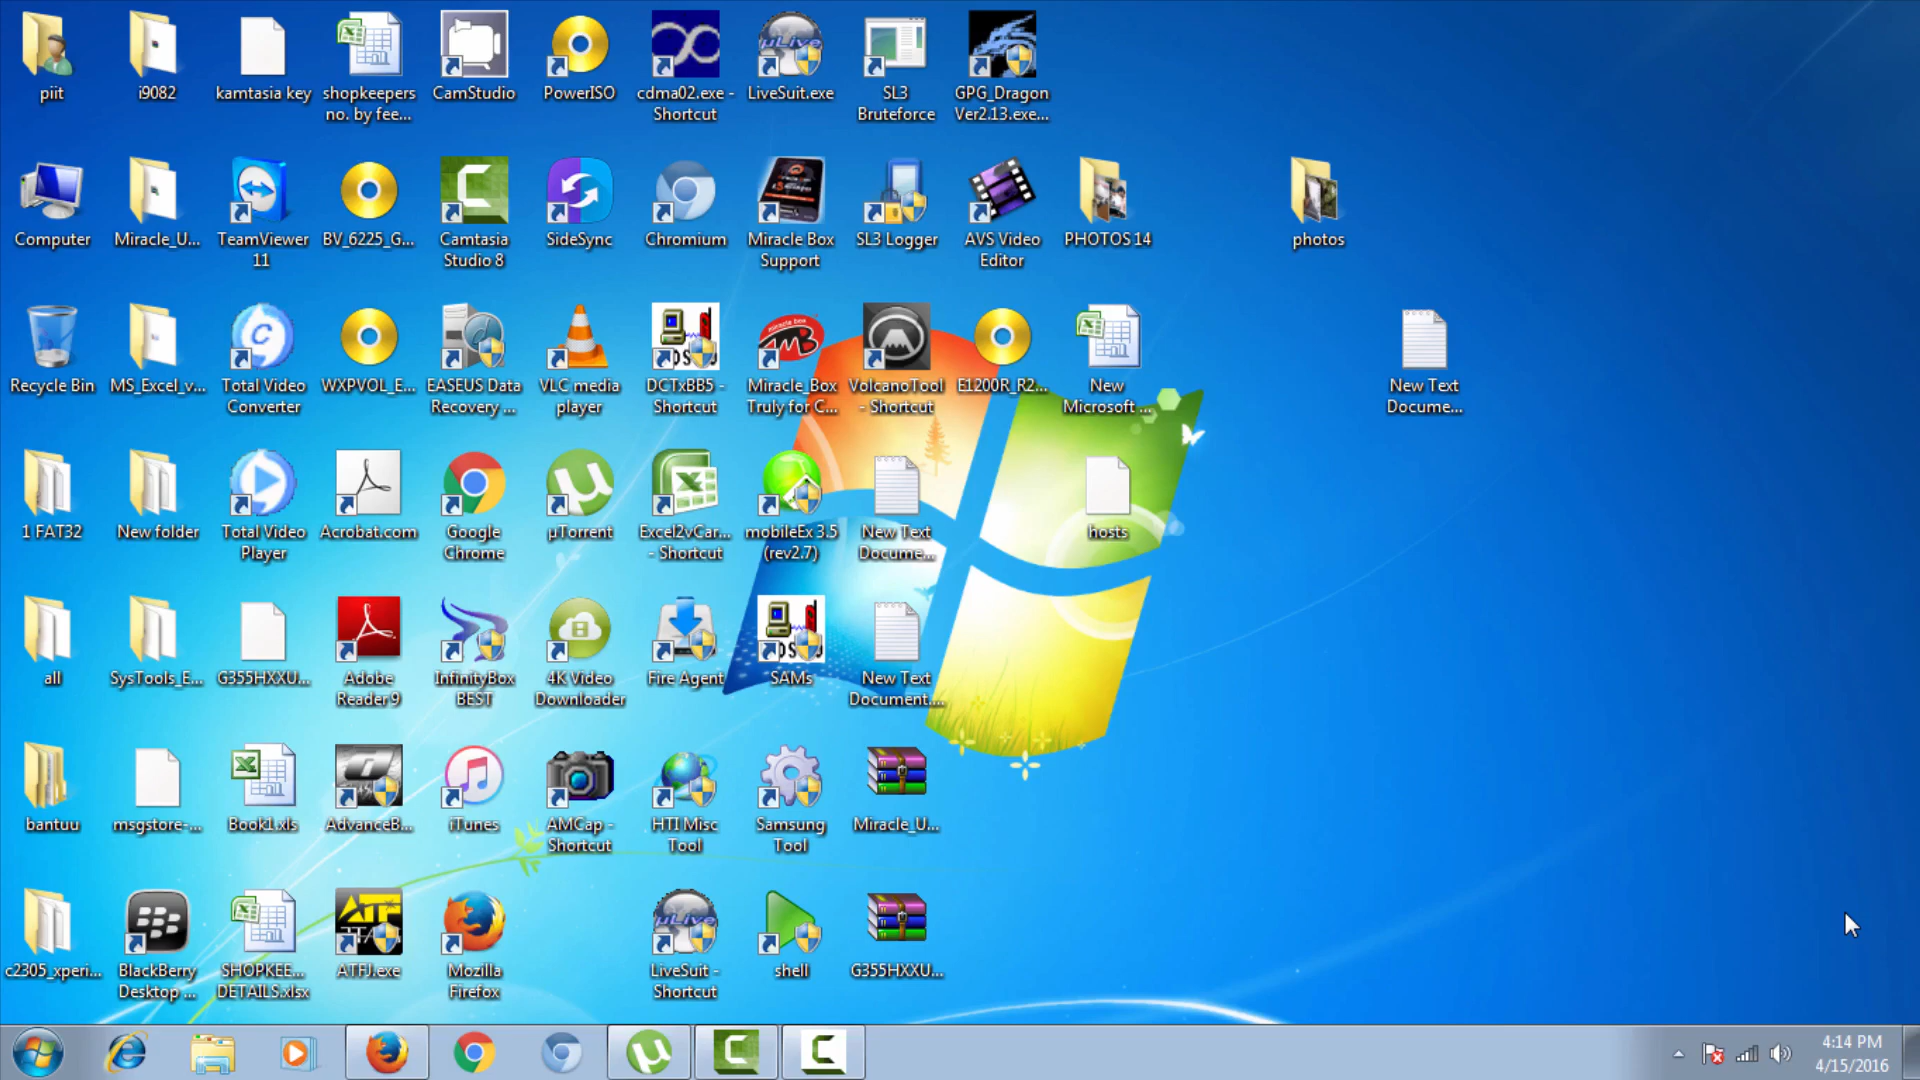 piit
i9082
kamtasia key
shopkeepers
no. by fee...
CamStudio
PowerISO
cdma02.exe -
Shortcut
LiveSuit.exe
SL3
Bruteforce
GPG_Dragon
Ver2.13.exe...
Computer
Miracle_U...
TeamViewer
11
BV_6225_G...
Camtasia
Studio 8
SideSync
Chromium
Miracle Box
Support
SL3 Logger
AVS Video
Editor
PHOTOS 14
photos
Recycle Bin
MS_Excel_v...
Total Video
Converter
WXPVOL_E...
EASEUS Data
Recovery ...
VLC media
player
DCTxBB5 -
Shortcut
Miracle_Box
Truly for C...
VolcanoTool
- Shortcut
E1200R_R2...
New
Microsoft ...
New Text
Docume...
1 FAT32
New folder
Total Video
Player
Acrobat.com
Google
Chrome
µTorrent
Excel2vCar...
- Shortcut
mobileEx 3.5
(rev2.7)
New Text
Docume...
hosts
all
SysTools_E...
G355HXXU...
Adobe
Reader 9
InfinityBox
BEST
4K Video
Downloader
Fire Agent
SAMs
New Text
Document....
bantuu
msgstore-...
Book1.xls
AdvanceB...
iTunes
AMCap -
Shortcut
HTI Misc
Tool
Samsung
Tool
Miracle_U...
c2305_xperi...
BlackBerry
Desktop ...
SHOPKEE...
DETAILS.xlsx
ATFJ.exe
Mozilla
Firefox
LiveSuit -
Shortcut
shell
G355HXXU...
4:14 PM
4/15/2016